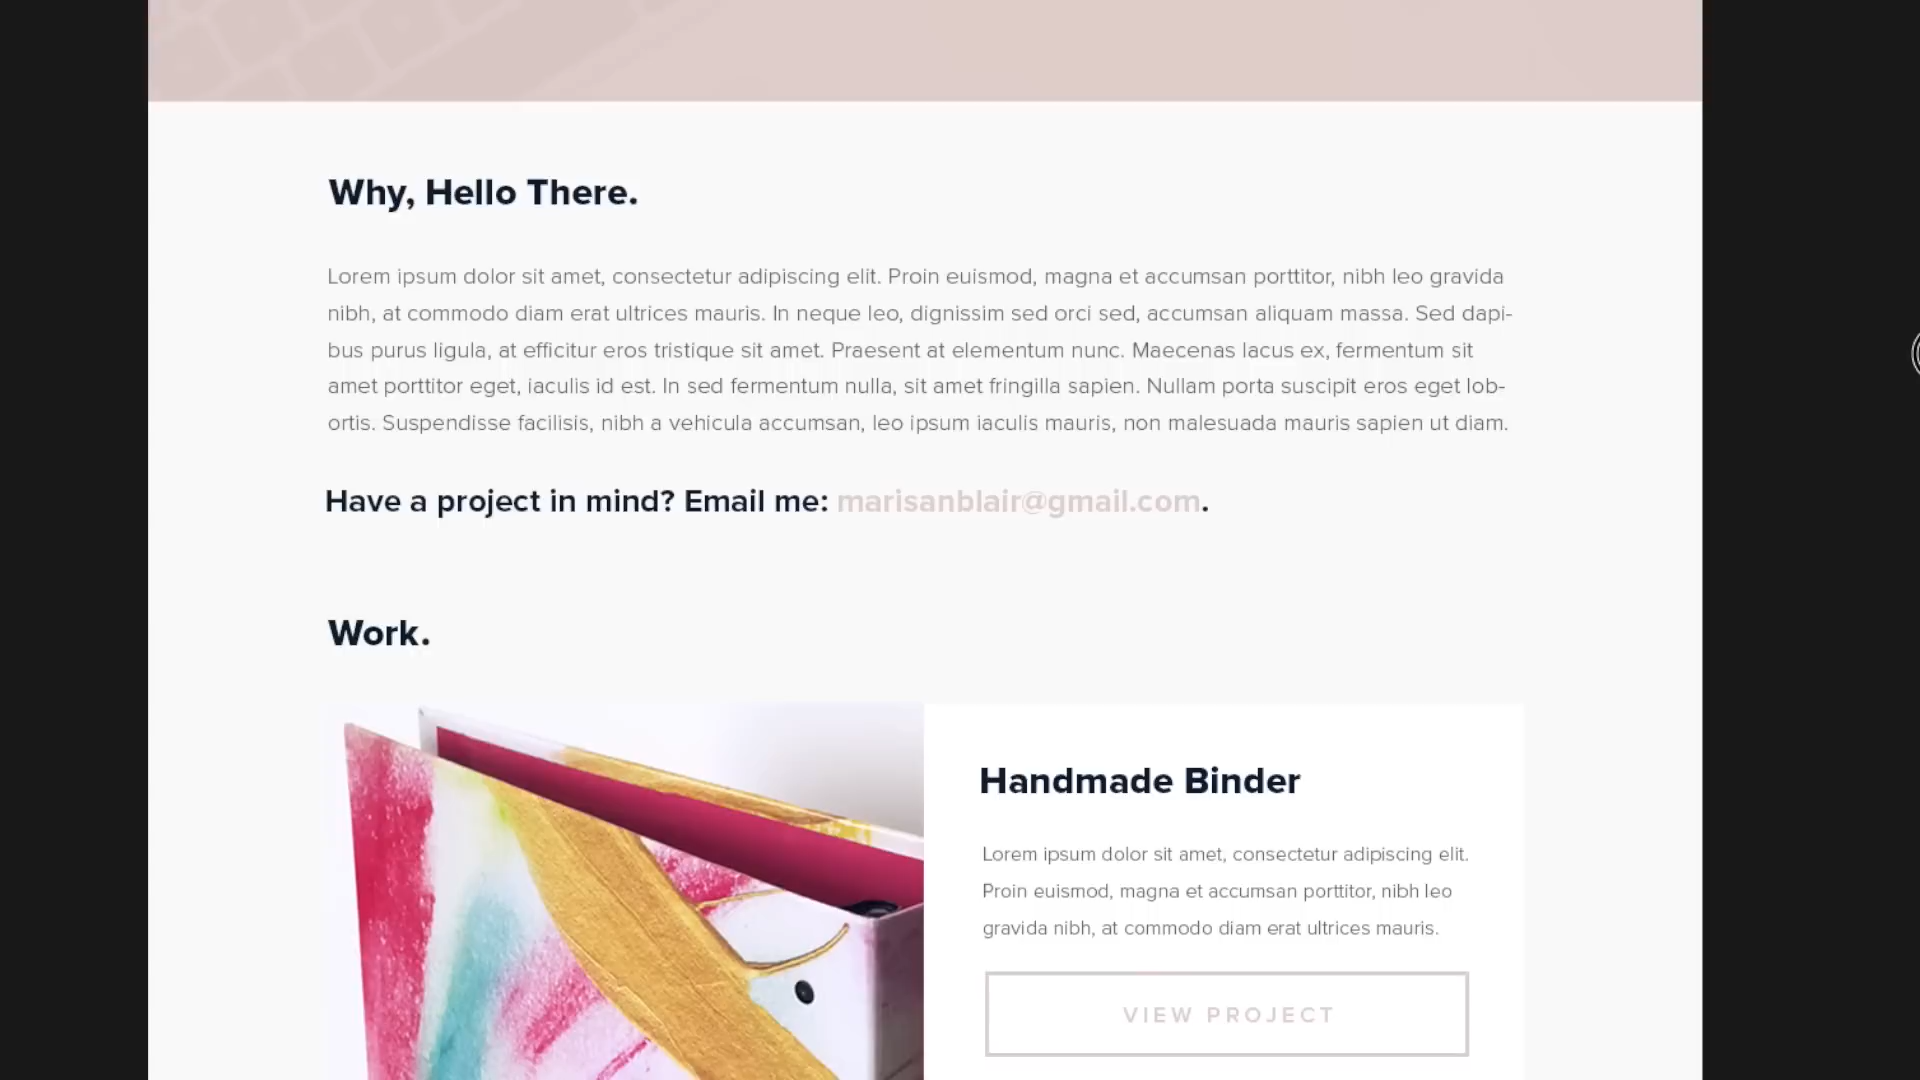 Why, Hello There.
Lorem ipsum dolor sit amet, consectetur adipiscing elit. Proin euismod, magna et accumsan porttitor, nibh leo gravida
nibh, at commodo diam erat ultrices mauris. In neque leo, dignissim sed orci sed, accumsan aliquam massa. Sed dapi-
bus purus ligula, at efficitur eros tristique sit amet. Praesent at elementum nunc. Maecenas lacus ex, fermentum sit
amet porttitor eget, iaculis id est. In sed fermentum nulla, sit amet fringilla sapien. Nullam porta suscipit eros eget lob-
ortis. Suspendisse facilisis, nibh a vehicula accumsan, leo ipsum iaculis mauris, non malesuada mauris sapien ut diam.
Have a project in mind? Email me: marisanblair@gmail.com.
Work.
Handmade Binder
Lorem ipsum dolor sit amet, consectetur adipiscing elit.
Proin euismod, magna et accumsan porttitor, nibh leo
gravida nibh, at commodo diam erat ultrices mauris.
VIEW PROJECT